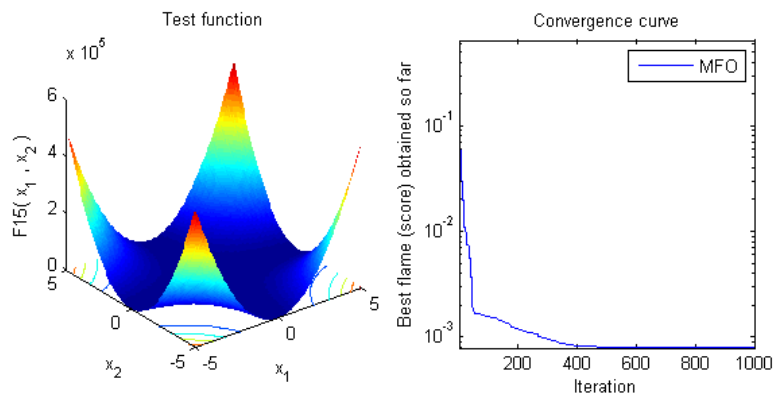 Test function
x 10^5
6
4
2
0
F15( x_1 , x_2 )
5
0
-5
x_2
-5
0
5
x_1
Convergence curve
MFO
10^-1
10^-2
10^-3
Best flame (score) obtained so far
200
400
600
800
1000
Iteration